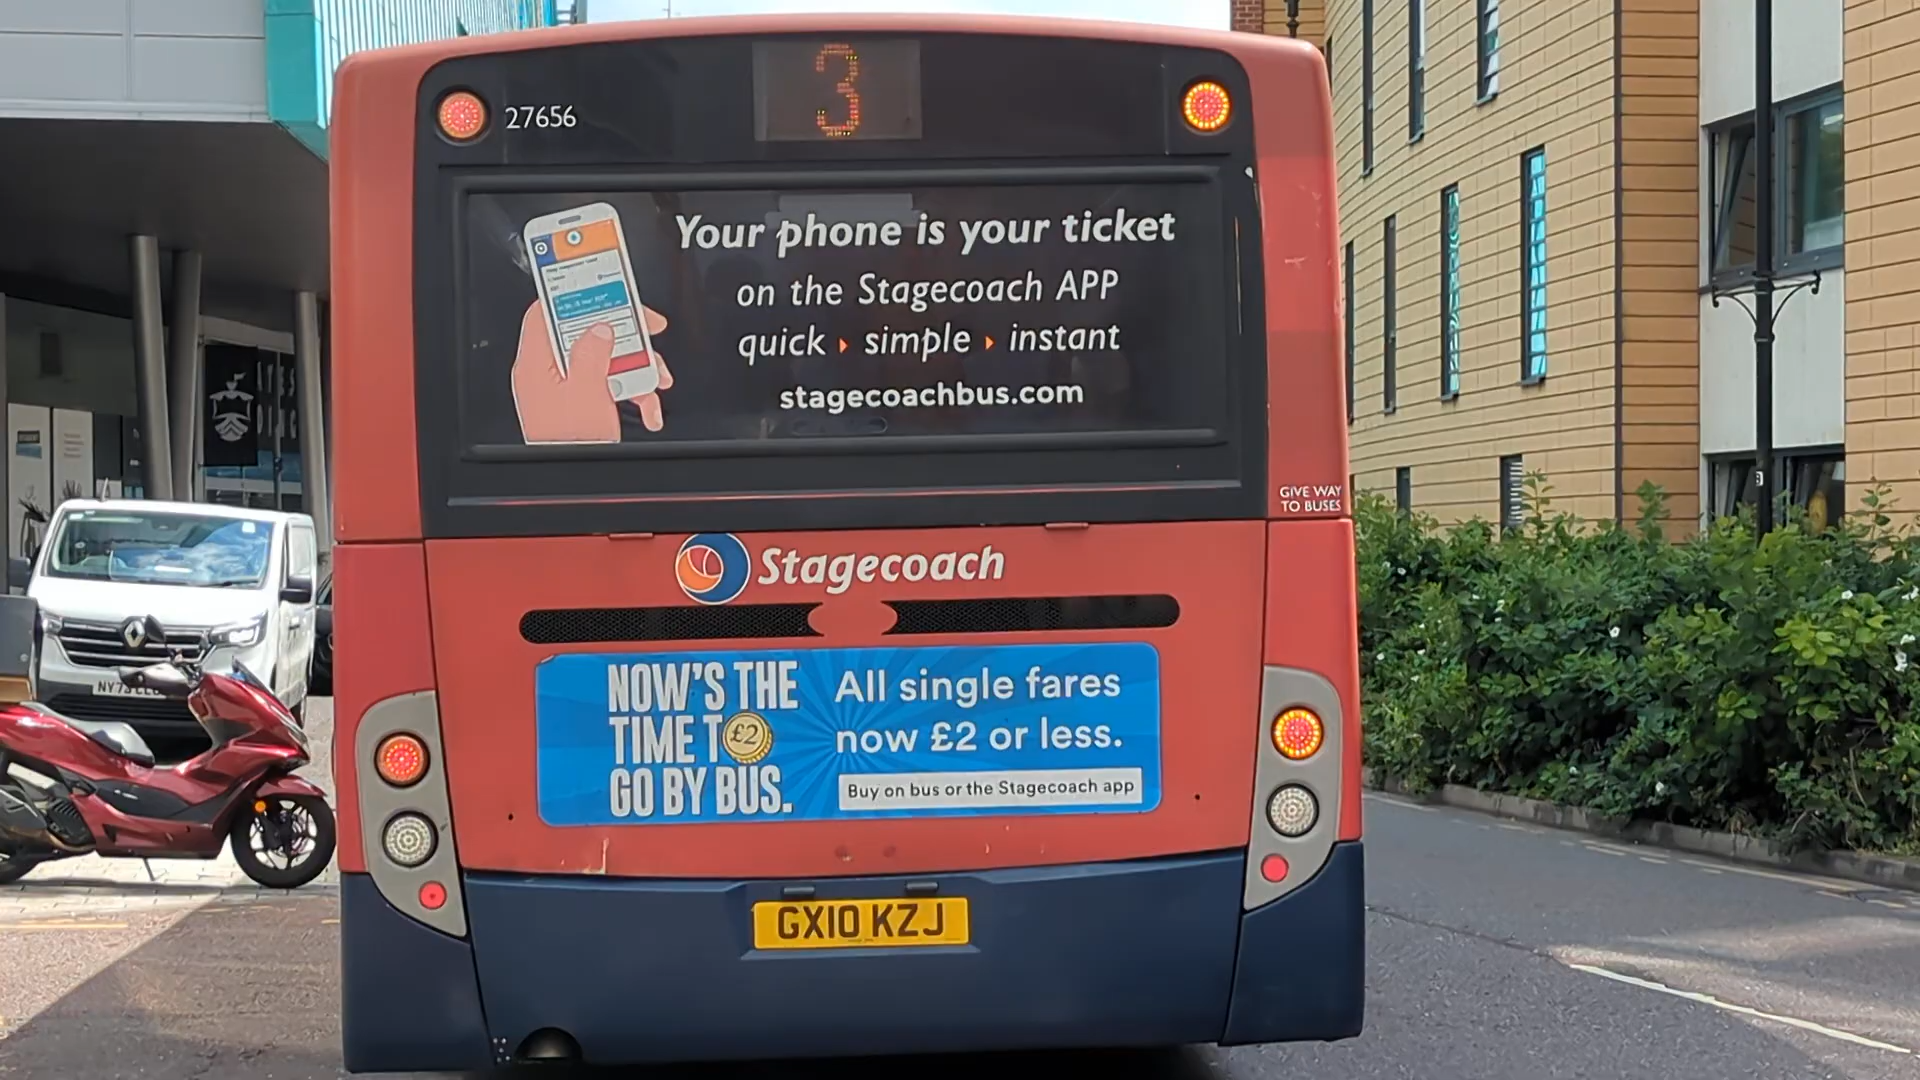 3
27656
Your phone is your ticket
on the Stagecoach APP
quick simple instant
stagecoachbus.com
GIVE WAY
TO BUSES
Stagecoach
NOW'S THE
TIME T £2
GO BY BUS.
All single fares
now £2 or less.
Buy on bus or the Stagecoach app
GX10 KZJ